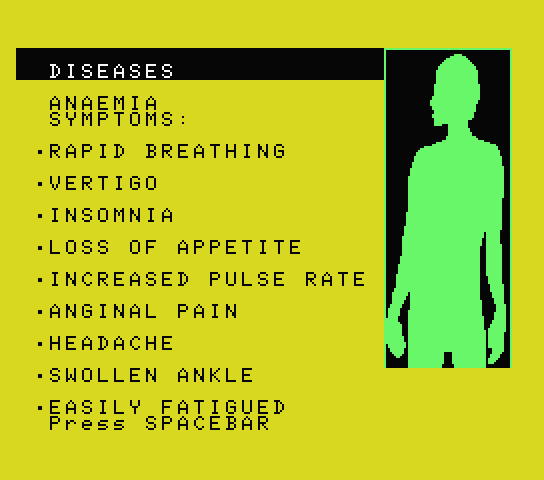 DISEASES
ANAEMIA
SYMPTOMS:
·RAPID BREATHING
·VERTIGO
·INSOMNIA
·LOSS OF APPETITE
·INCREASED PULSE RATE
·ANGINAL PAIN
·HEADACHE
·SWOLLEN ANKLE
·EASILY FATIGUED
Press SPACEBAR